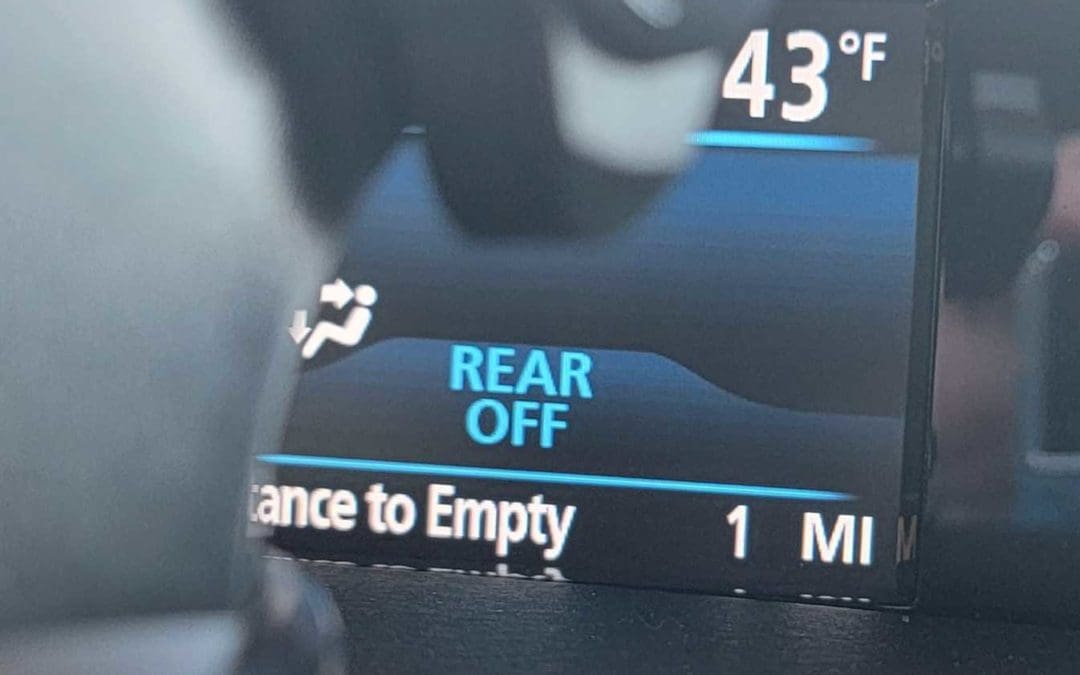 43°F
REAR
OFF
tance to Empty 1 MI